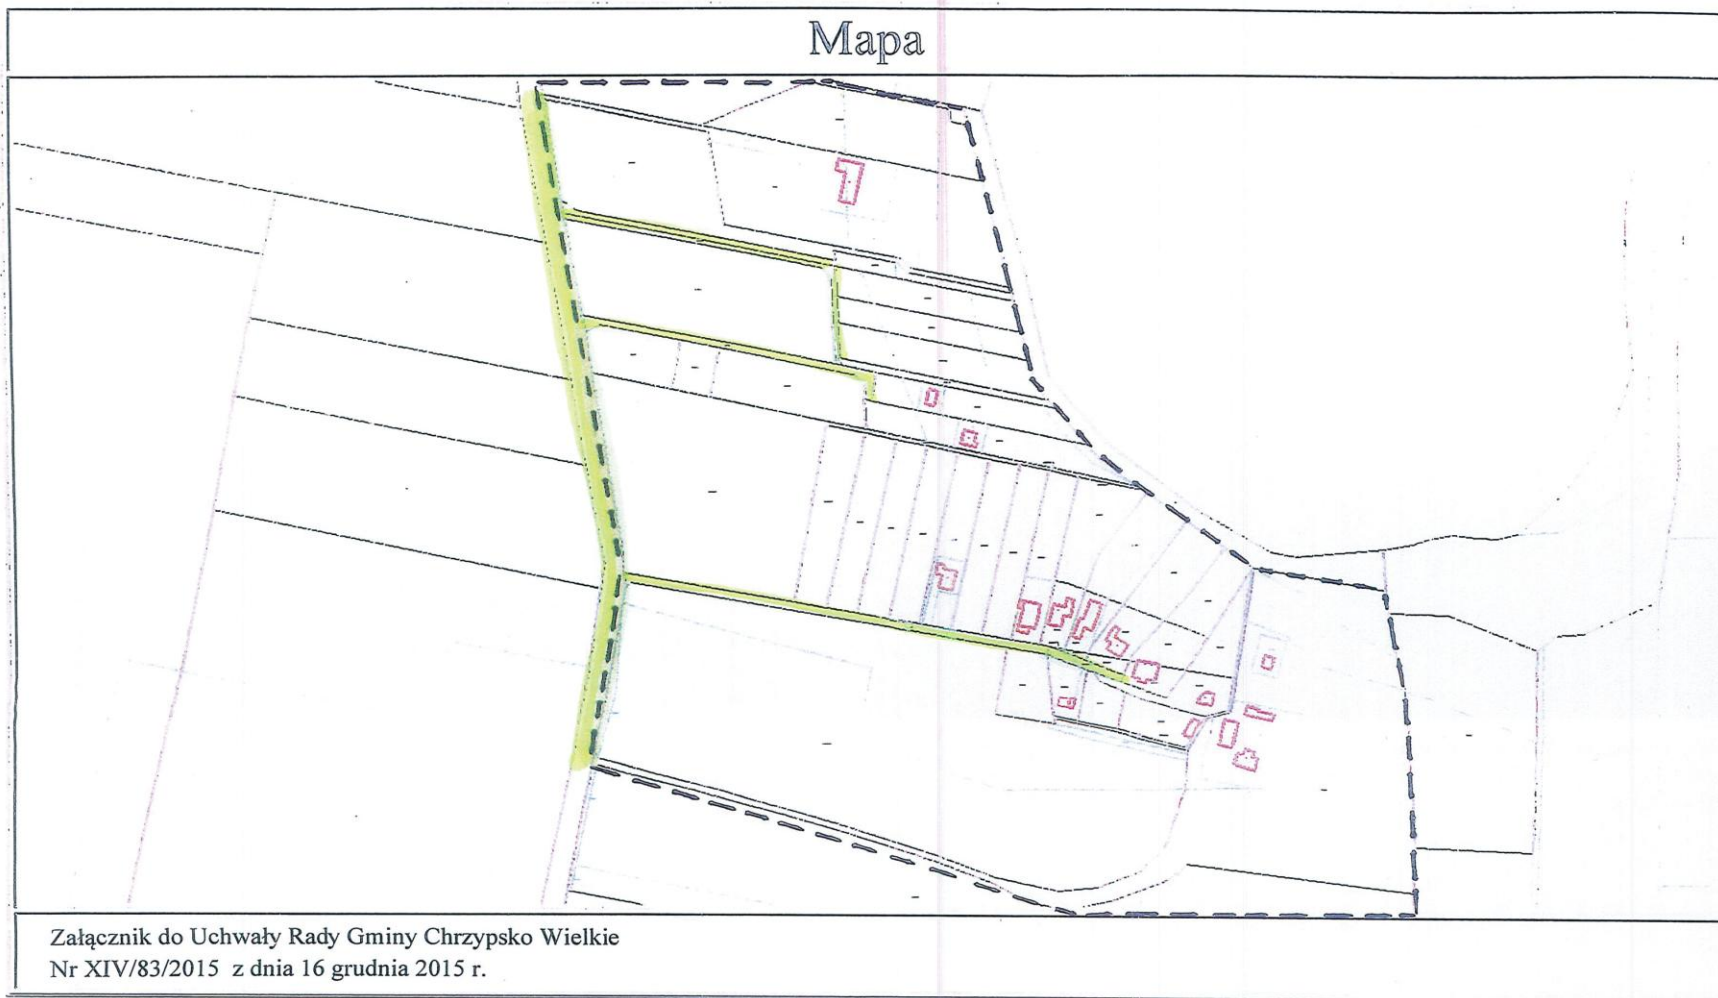 Mapa
Załącznik do Uchwały Rady Gminy Chrzypsko Wielkie
Nr XIV/83/2015 z dnia 16 grudnia 2015 r.